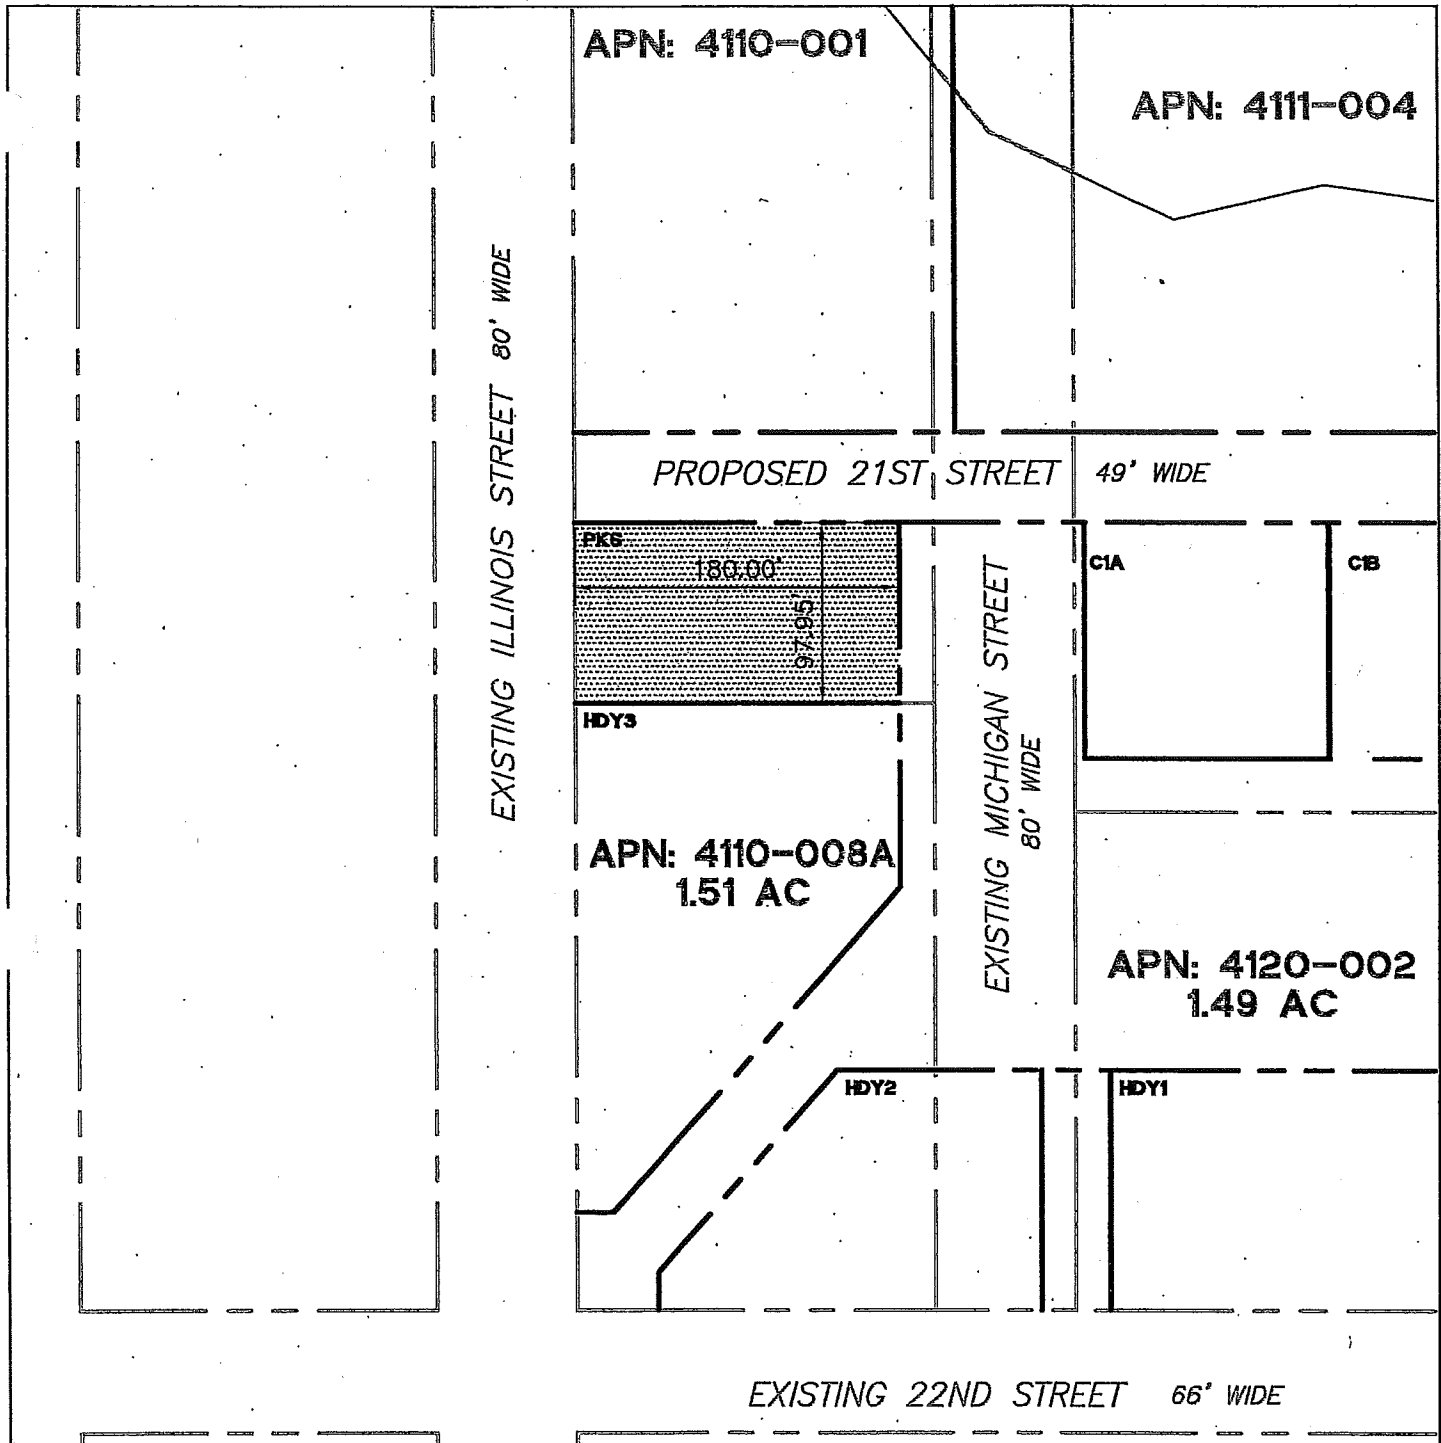 APN: 4110-001
APN: 4111-004
EXISTING ILLINOIS STREET 80' WIDE
PROPOSED 21ST STREET 49' WIDE
PKS
180.00'
97.95'
EXISTING MICHIGAN STREET
80' WIDE
C1A
C1B
HDY3
APN: 4110-008A
1.51 AC
APN: 4120-002
1.49 AC
HDY2
HDY1
EXISTING 22ND STREET 66' WIDE